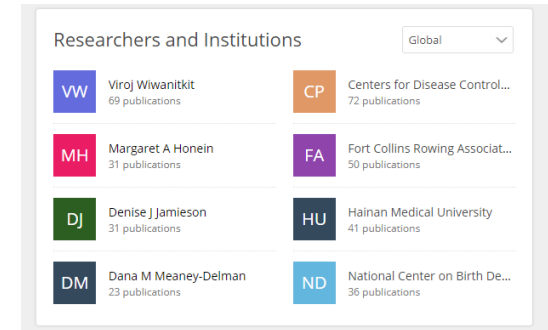 Researchers and Institutions
Global
VW
Viroj Wiwanitkit
69 publications
CP
Centers for Disease Control...
72 publications
MH
Margaret A Honein
31 publications
FA
Fort Collins Rowing Associat...
50 publications
DJ
Denise J Jamieson
31 publications
HU
Hainan Medical University
41 publications
DM
Dana M Meaney-Delman
23 publications
ND
National Center on Birth De...
36 publications